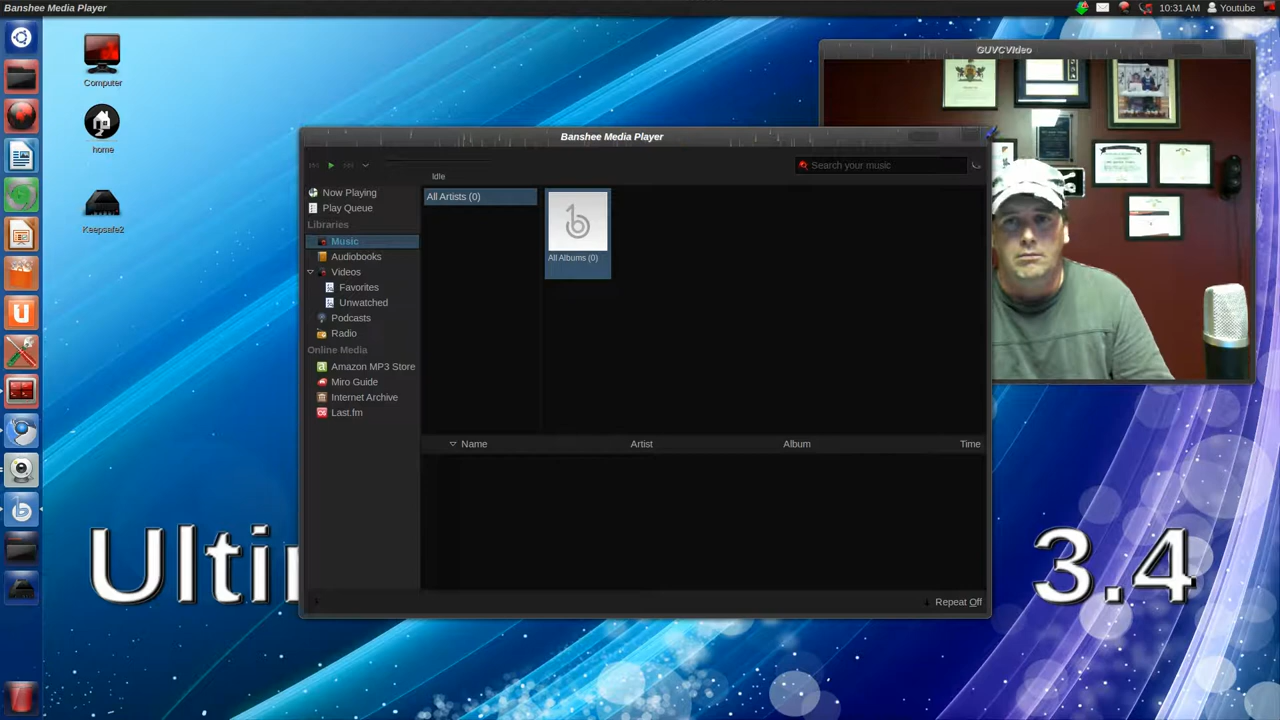 Banshee Media Player
10:31 AM
Youtube
Computer
home
Keepsafe2
GUVCVideo
Banshee Media Player
Idle
Search your music
Now Playing
Play Queue
Libraries
Music
Audiobooks
Videos
Favorites
Unwatched
Podcasts
Radio
Online Media
Amazon MP3 Store
Miro Guide
Internet Archive
Last.fm
All Artists (0)
All Albums (0)
Name Artist Album Time
Repeat Off
3.4